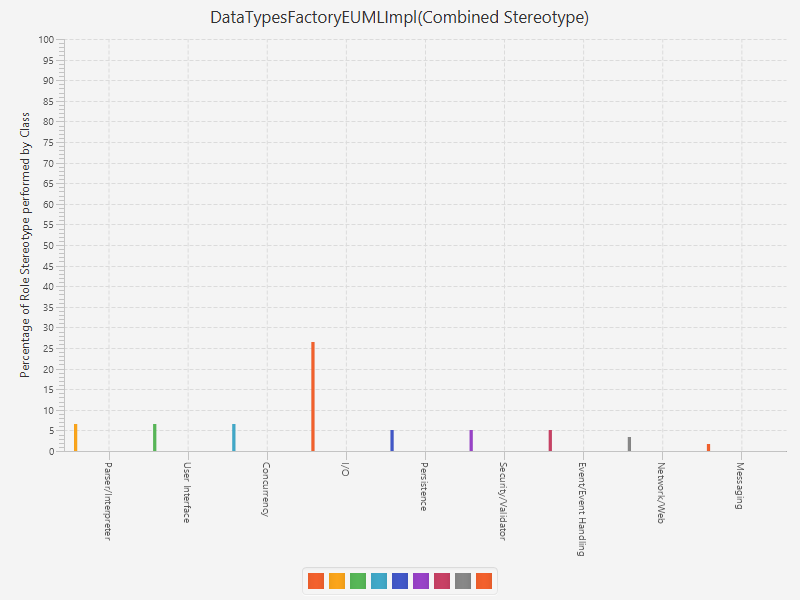 DataTypesFactoryEUMLImpl(Combined Stereotype)
Percentage of Role Stereotype performed by Class
100
95
90
85
80
75
70
65
60
55
50
45
40
35
30
25
20
15
10
5
0
Parser/Interpreter
User Interface
Concurrency
I/O
Persistence
Security/Validator
Event/Event Handling
Network/Web
Messaging